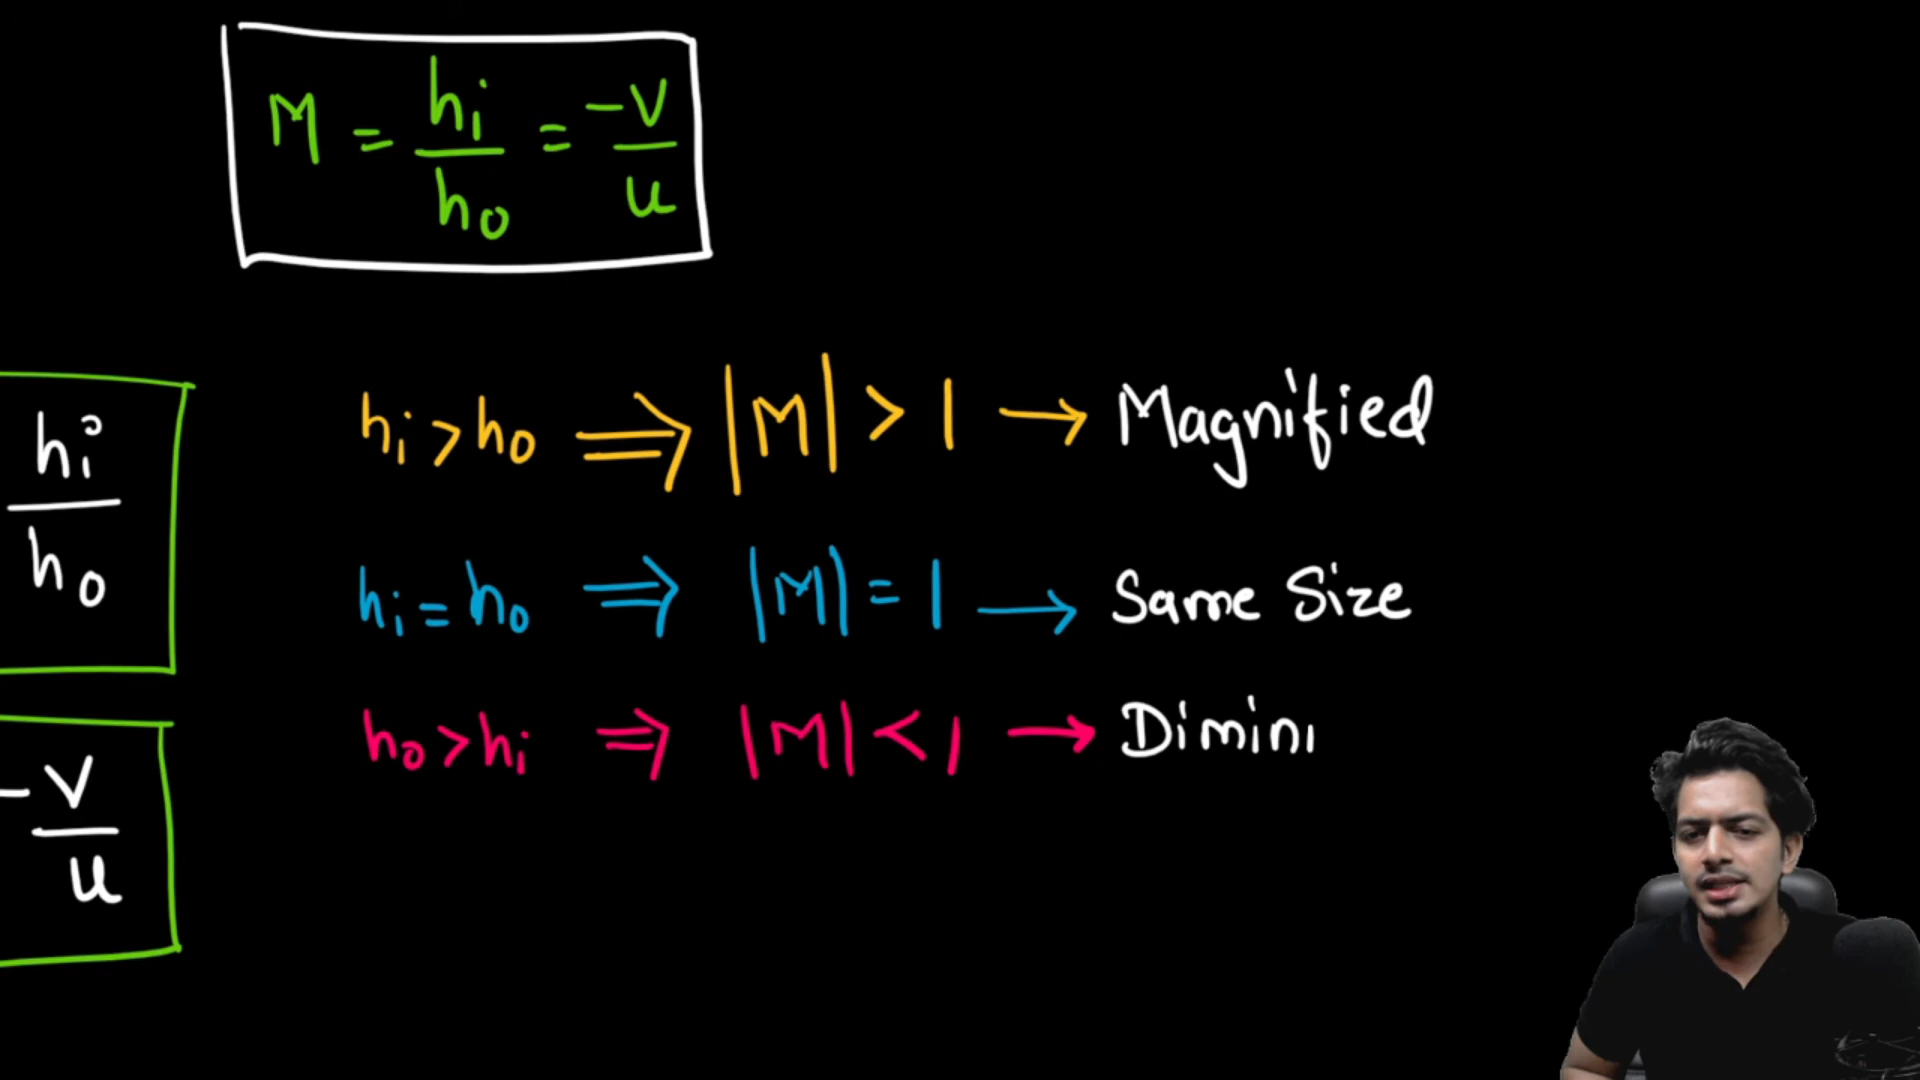 M = hi/ho = -v/u
hi/ho
hi > ho ⇒ |M| > 1 → Magnified
hi = ho ⇒ |M| = 1 → Same Size
ho > hi ⇒ |M| < 1 → Dimini
-v/u